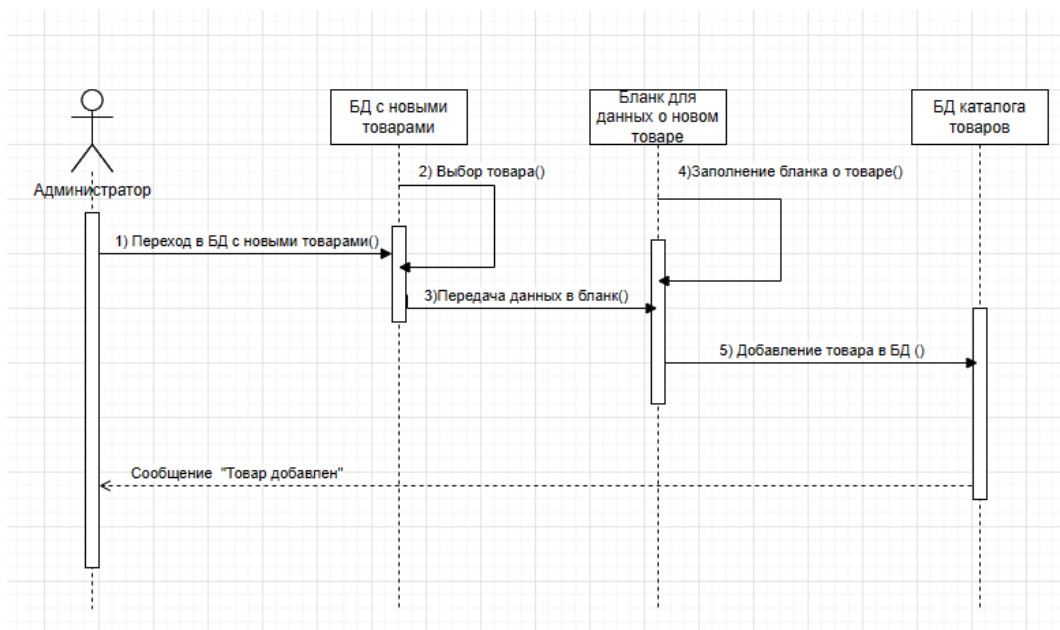 БД с новыми
товарами
Бланк для
данных о новом
товаре
БД каталога
товаров
Администратор
2) Выбор товара()
4)Заполнение бланка о товаре()
1) Переход в БД с новыми товарами()
3)Передача данных в бланк()
5) Добавление товара в БД ()
Сообщение "Товар добавлен"